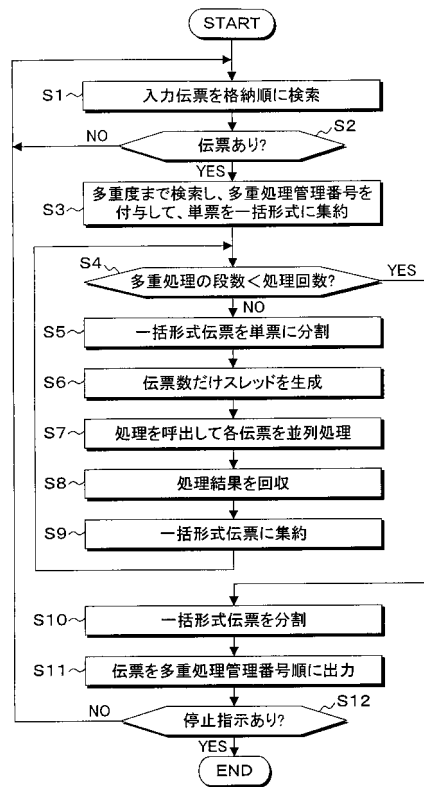 START
S1
入力伝票を格納順に検索
S2
NO
伝票あり?
YES
S3
多重度まで検索し、多重処理管理番号を
付与して、単票を一括形式に集約
S4
多重処理の段数<処理回数?
YES
NO
S5
一括形式伝票を単票に分割
S6
伝票数だけスレッドを生成
S7
処理を呼出して各伝票を並列処理
S8
処理結果を回収
S9
一括形式伝票に集約
S10
一括形式伝票を分割
S11
伝票を多重処理管理番号順に出力
S12
NO
停止指示あり?
YES
END